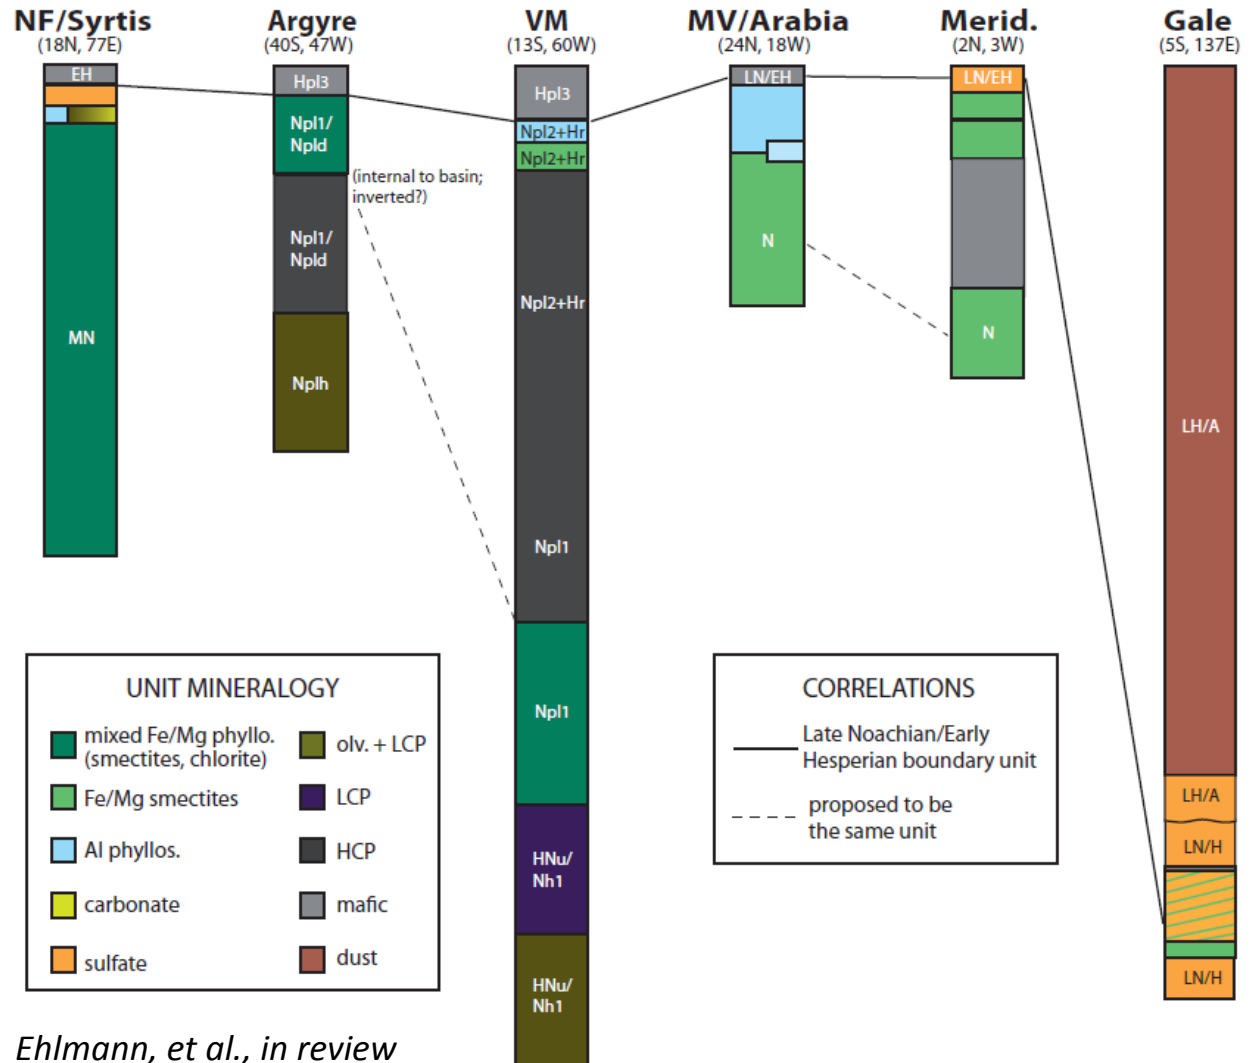 NF/Syrtis
(18N, 77E)
EH
MN
Argyre
(40S, 47W)
Hpl3
Npl1/
Npld
(internal to basin;
inverted?)
Npl1/
Npld
Nplh
VM
(13S, 60W)
Hpl3
Npl2+Hr
Npl2+Hr
Npl2+Hr
Npl1
Npl1
HNu/
Nh1
HNu/
Nh1
MV/Arabia
(24N, 18W)
LN/EH
N
Merid.
(2N, 3W)
LN/EH
N
Gale
(5S, 137E)
LH/A
LH/A
LN/H
LN/H
UNIT MINERALOGY
mixed Fe/Mg phyllo.
(smectites, chlorite)
Fe/Mg smectites
Al phyllos.
carbonate
sulfate
olv. + LCP
LCP
HCP
mafic
dust
CORRELATIONS
Late Noachian/Early
Hesperian boundary unit
proposed to be
the same unit
Ehlmann, et al., in review